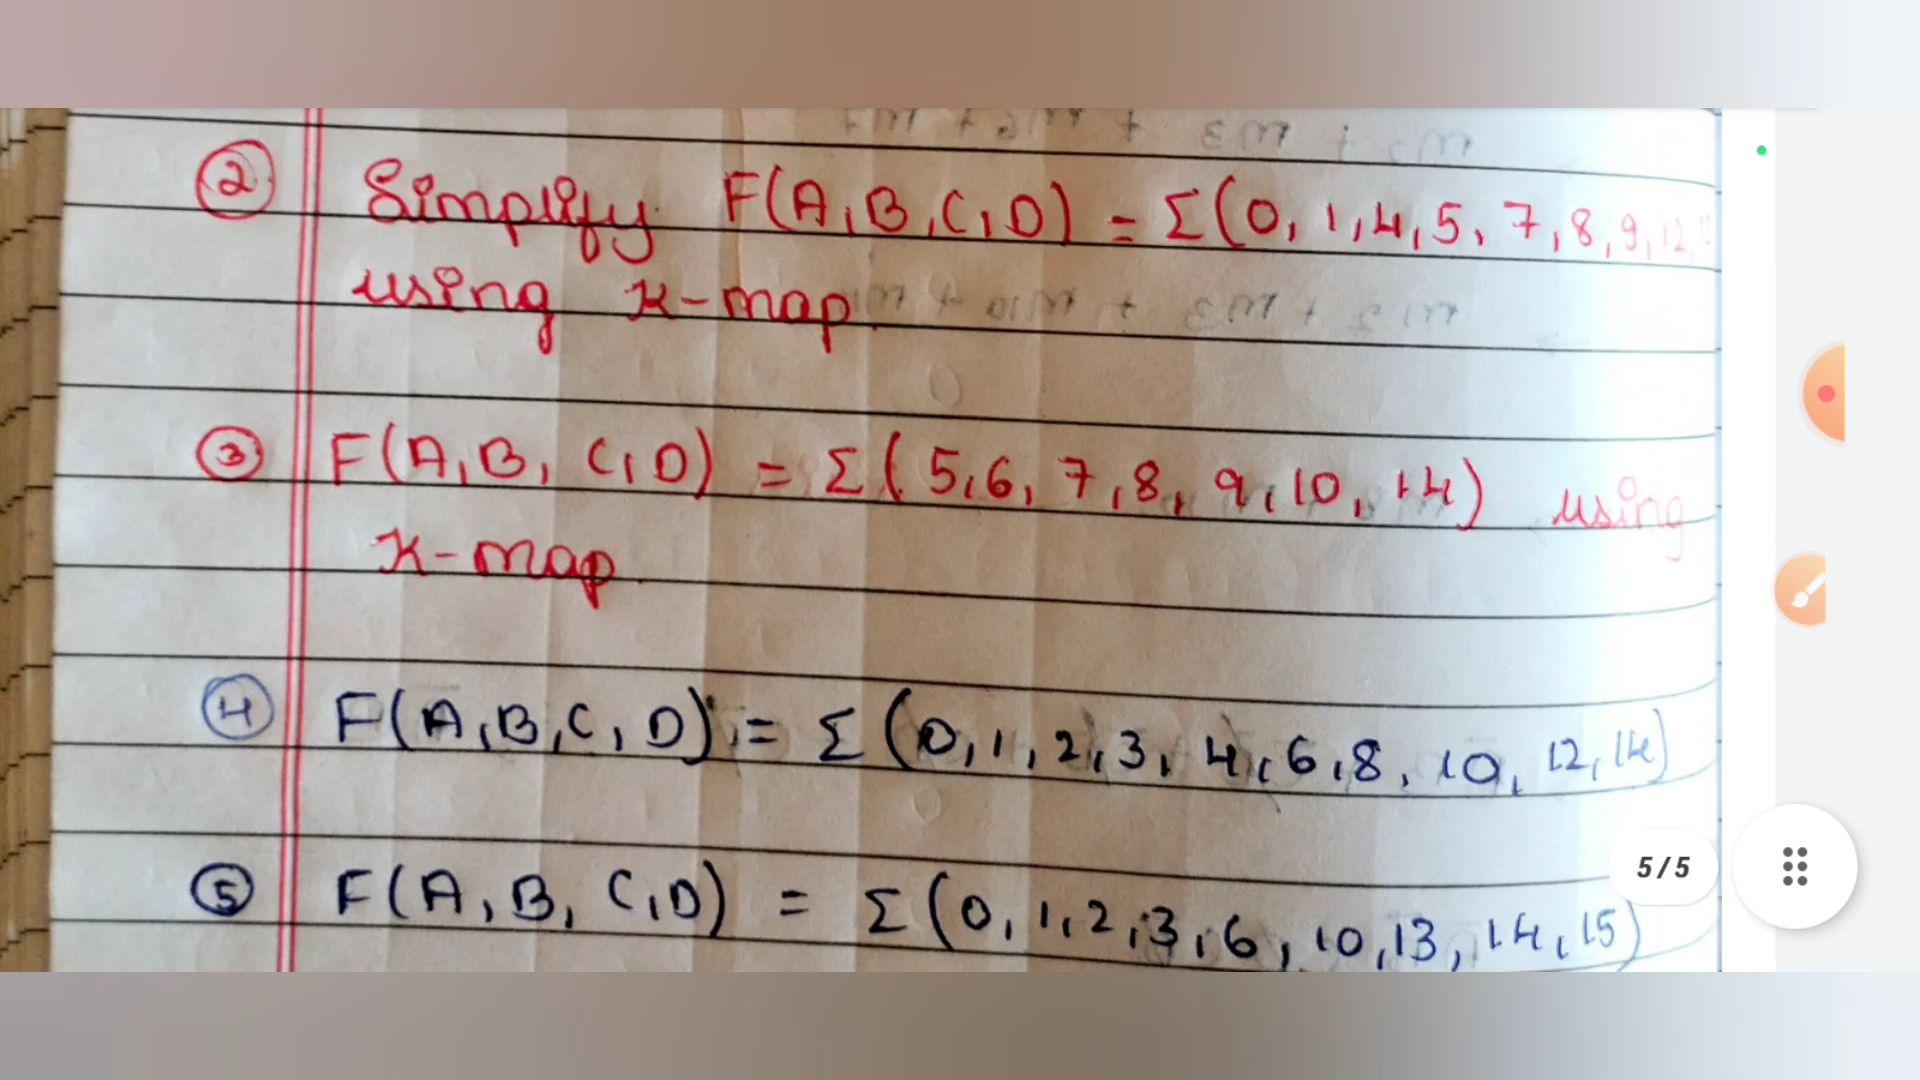 ② Simplify F(A,B,C,D) = Σ(0, 1,4,5, 7,8,9,12,
using K-map.
③ F(A,B, C,D) = Σ(5,6, 7,8, 9,10, 14) using
K-map
④ F(A,B,C,D) = Σ(0,1,2,3,4,6,8,10,12,14)
⑤ F(A,B,C,D) = Σ(0,1,2,3,6,10,13,14,15)
5/5